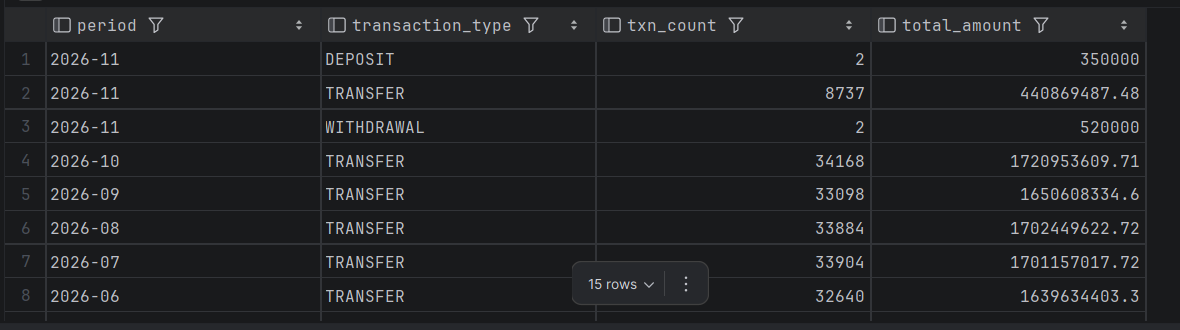 period transaction_type txn_count total_amount
1 2026-11 DEPOSIT 2 350000
2 2026-11 TRANSFER 8737 440869487.48
3 2026-11 WITHDRAWAL 2 520000
4 2026-10 TRANSFER 34168 1720953609.71
5 2026-09 TRANSFER 33098 1650608334.6
6 2026-08 TRANSFER 33884 1702449622.72
7 2026-07 TRANSFER 33904 1701157017.72
15 rows
8 2026-06 TRANSFER 32640 1639634403.3